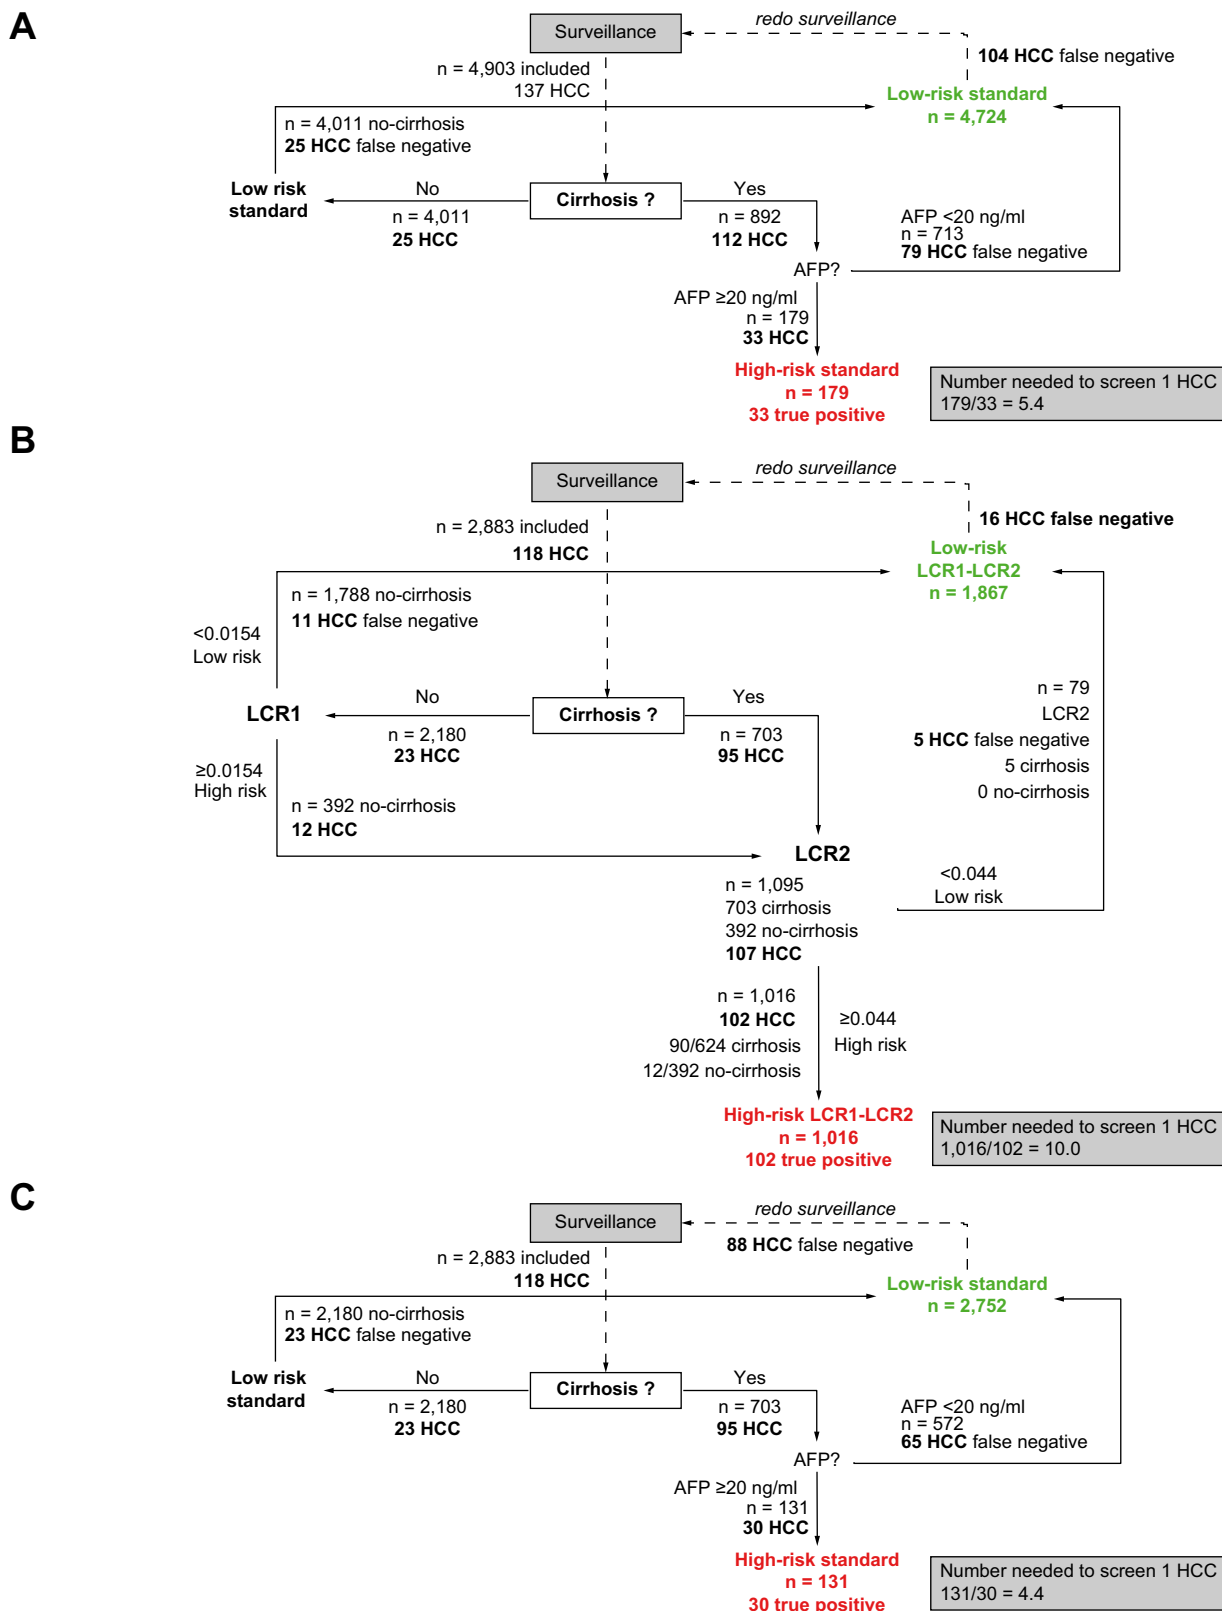 A
Surveillance
redo surveillance
104 HCC false negative
n = 4,903 included
137 HCC
Low-risk standard
n = 4,724
n = 4,011 no-cirrhosis
25 HCC false negative
Low risk
standard
No
n = 4,011
25 HCC
Cirrhosis ?
Yes
n = 892
112 HCC
AFP <20 ng/ml
n = 713
79 HCC false negative
AFP?
AFP ≥20 ng/ml
n = 179
33 HCC
High-risk standard
n = 179
33 true positive
Number needed to screen 1 HCC
179/33 = 5.4
B
Surveillance
redo surveillance
16 HCC false negative
n = 2,883 included
118 HCC
Low-risk
LCR1-LCR2
n = 1,867
n = 1,788 no-cirrhosis
11 HCC false negative
<0.0154
Low risk
LCR1
No
n = 2,180
23 HCC
Cirrhosis ?
Yes
n = 703
95 HCC
n = 79
LCR2
5 HCC false negative
5 cirrhosis
0 no-cirrhosis
≥0.0154
High risk
n = 392 no-cirrhosis
12 HCC
LCR2
<0.044
Low risk
n = 1,095
703 cirrhosis
392 no-cirrhosis
107 HCC
n = 1,016
102 HCC
90/624 cirrhosis
12/392 no-cirrhosis
≥0.044
High risk
High-risk LCR1-LCR2
n = 1,016
102 true positive
Number needed to screen 1 HCC
1,016/102 = 10.0
C
Surveillance
redo surveillance
88 HCC false negative
n = 2,883 included
118 HCC
Low-risk standard
n = 2,752
n = 2,180 no-cirrhosis
23 HCC false negative
Low risk
standard
No
n = 2,180
23 HCC
Cirrhosis ?
Yes
n = 703
95 HCC
AFP <20 ng/ml
n = 572
65 HCC false negative
AFP?
AFP ≥20 ng/ml
n = 131
30 HCC
High-risk standard
n = 131
30 true positive
Number needed to screen 1 HCC
131/30 = 4.4